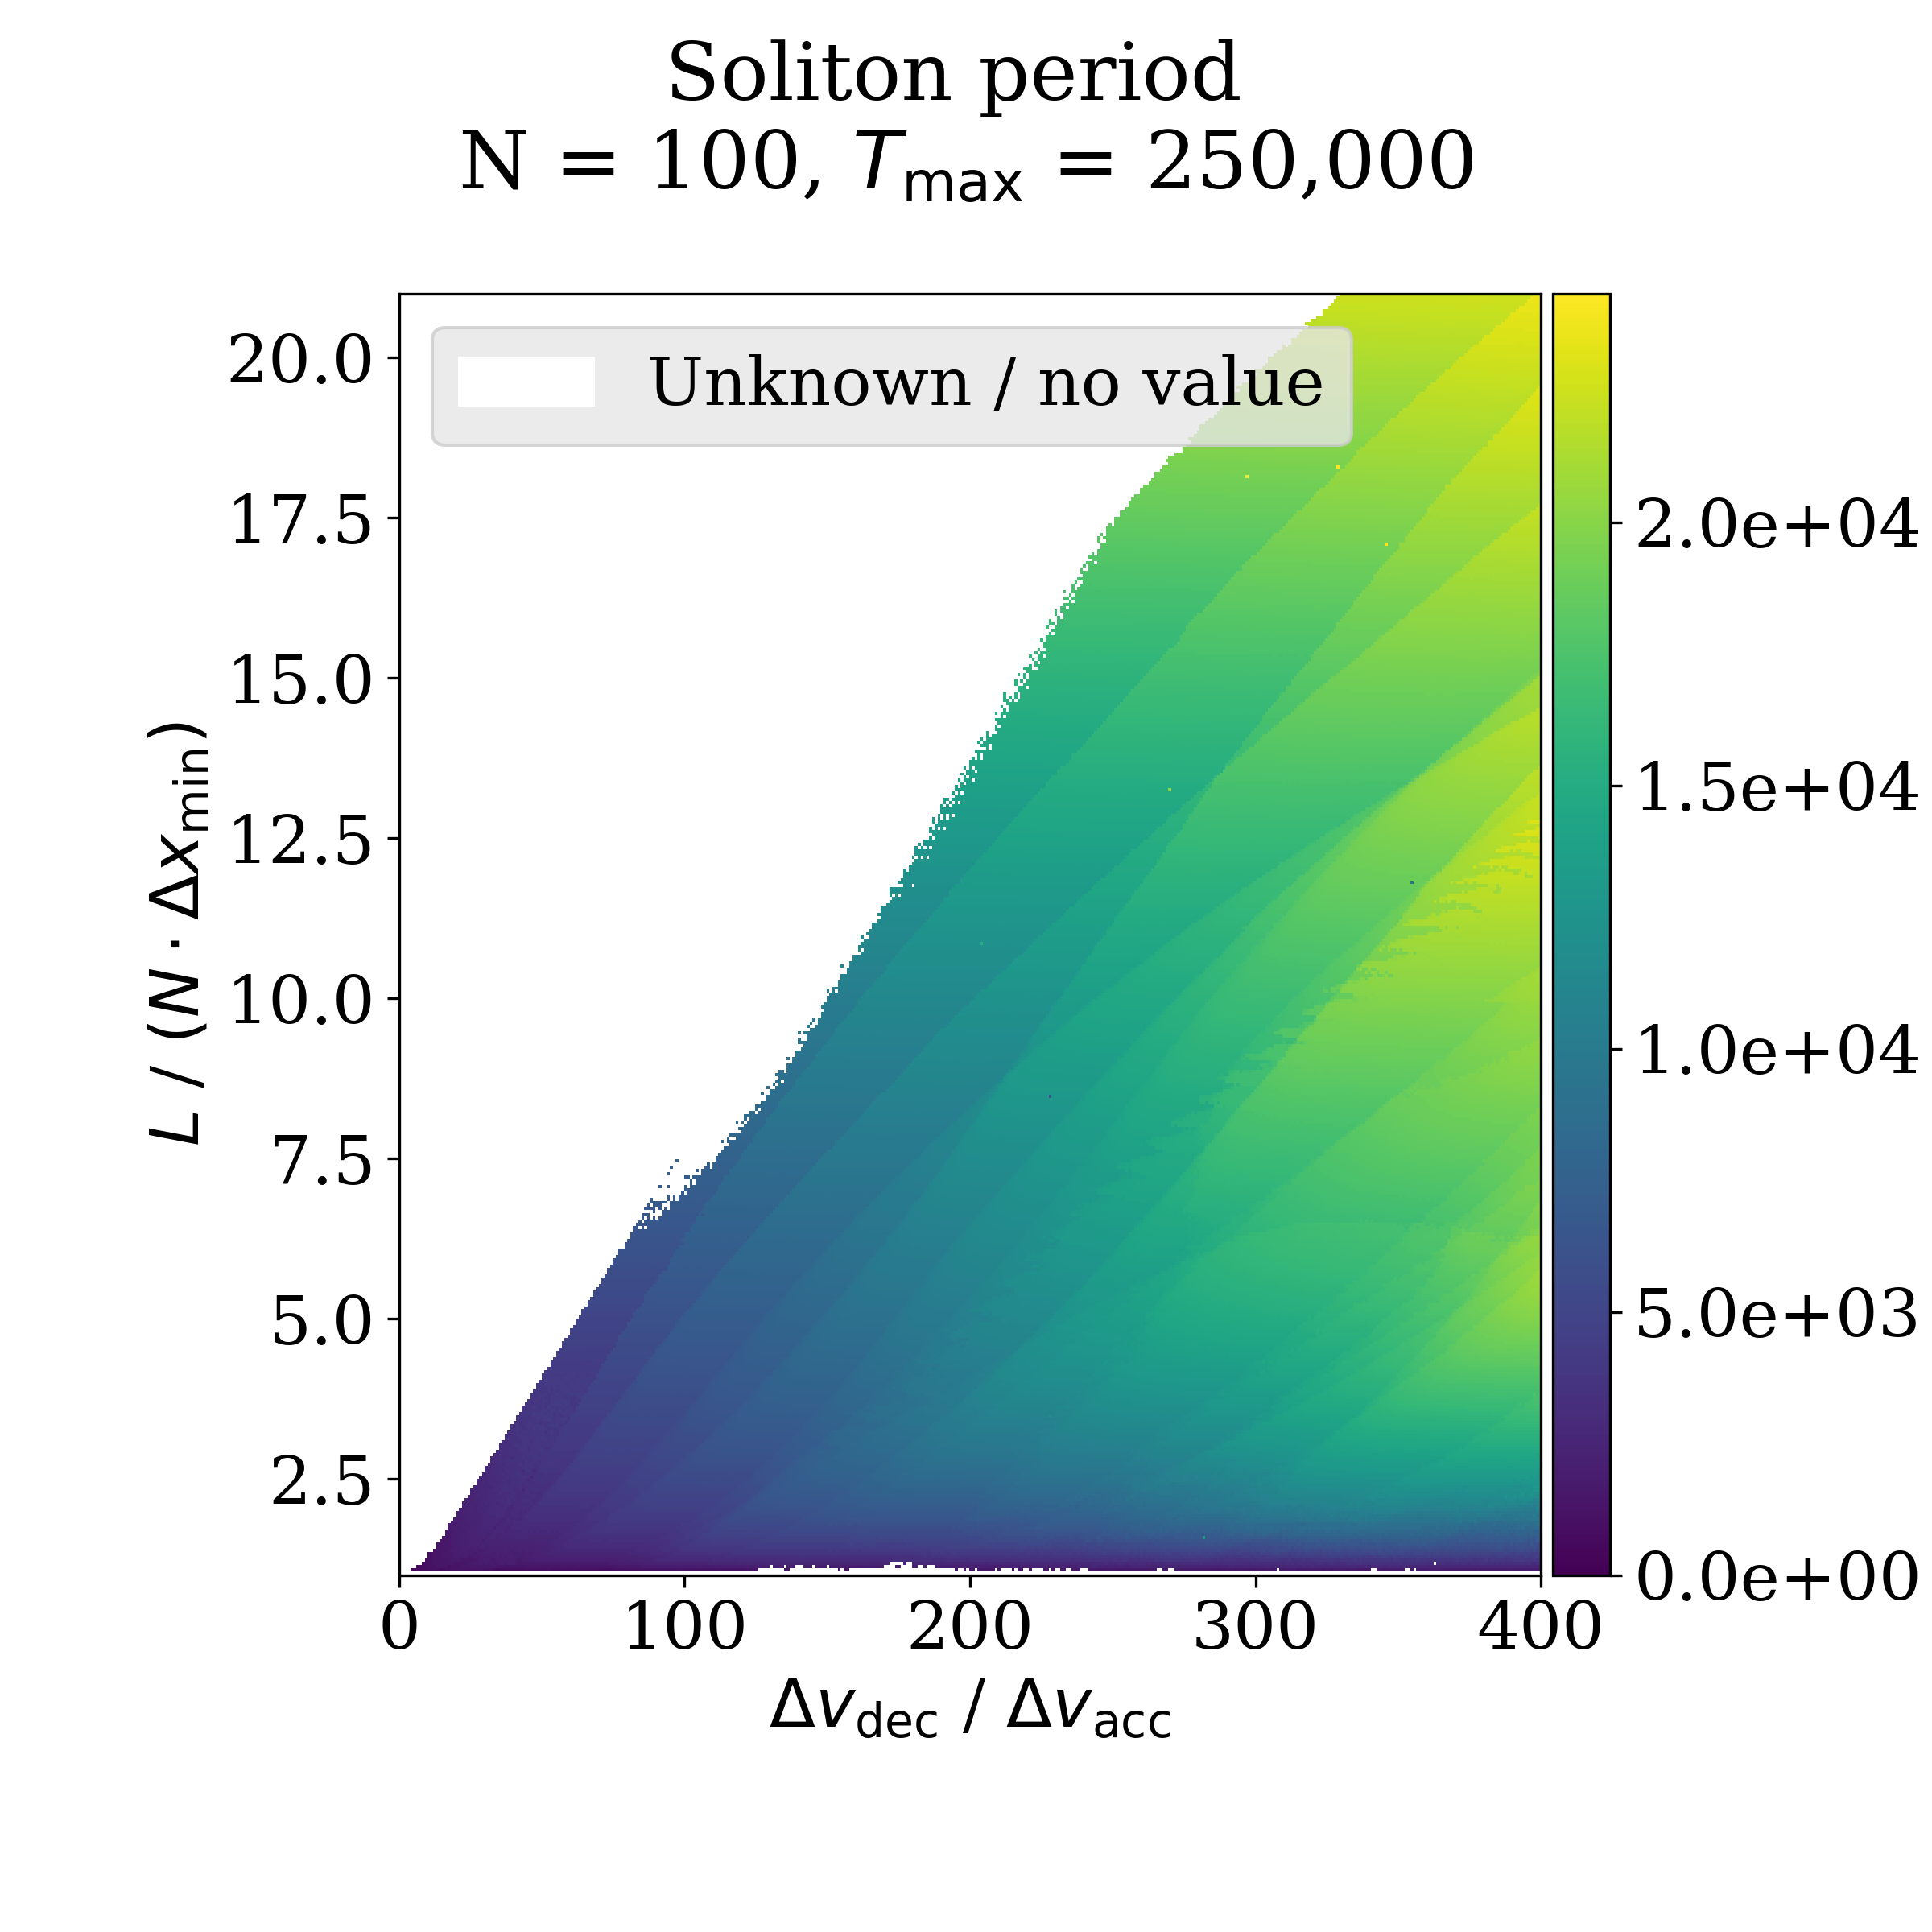 Soliton period
N = 100, T_max = 250,000
Unknown / no value
20.0
17.5
15.0
12.5
10.0
7.5
5.0
2.5
L / (N · Δx_min)
0 100 200 300 400
Δv_dec / Δv_acc
2.0e+04
1.5e+04
1.0e+04
5.0e+03
0.0e+00